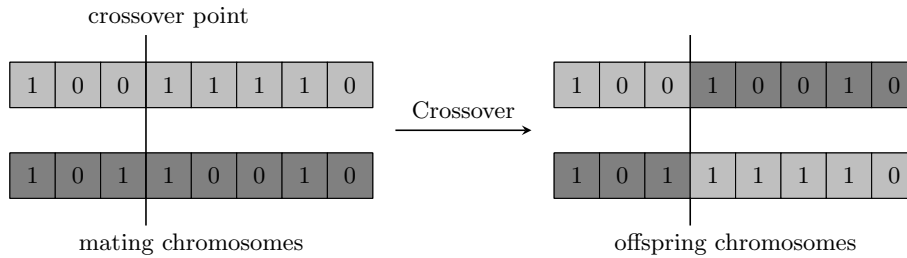 crossover point
1 0 0 1 1 1 1 0
1 0 0 1 0 0 1 0
Crossover
1 0 1 1 0 0 1 0
1 0 1 1 1 1 1 0
mating chromosomes
offspring chromosomes